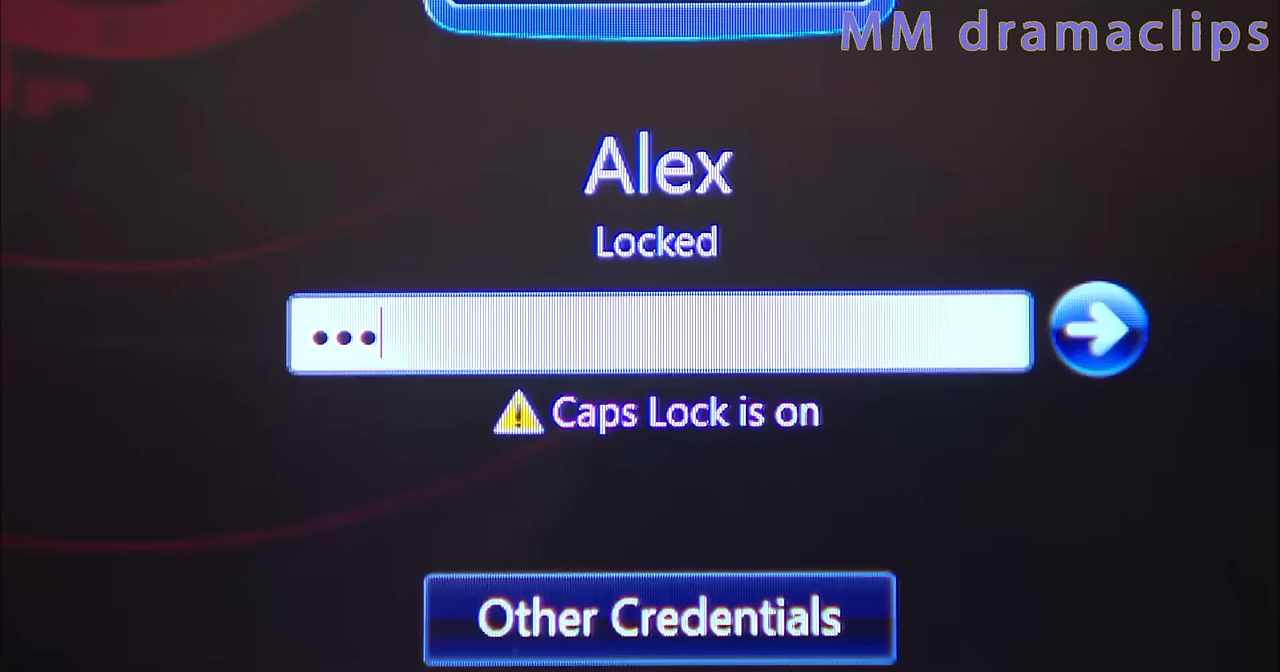 MM dramaclips
Alex
Locked
Caps Lock is on
Other Credentials